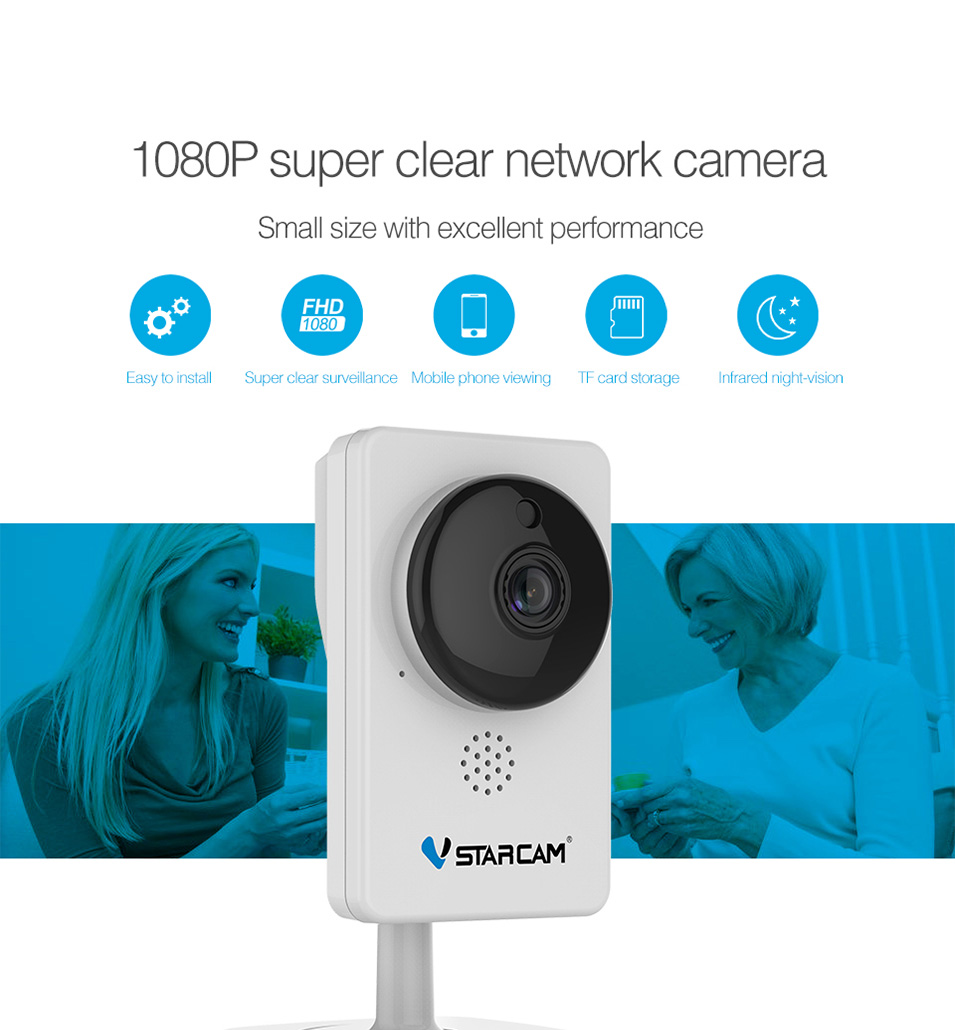 1080P super clear network camera
Small size with excellent performance
FHD
1080
Easy to install
Super clear surveillance
Mobile phone viewing
TF card storage
Infrared night-vision
VSTARCAM®